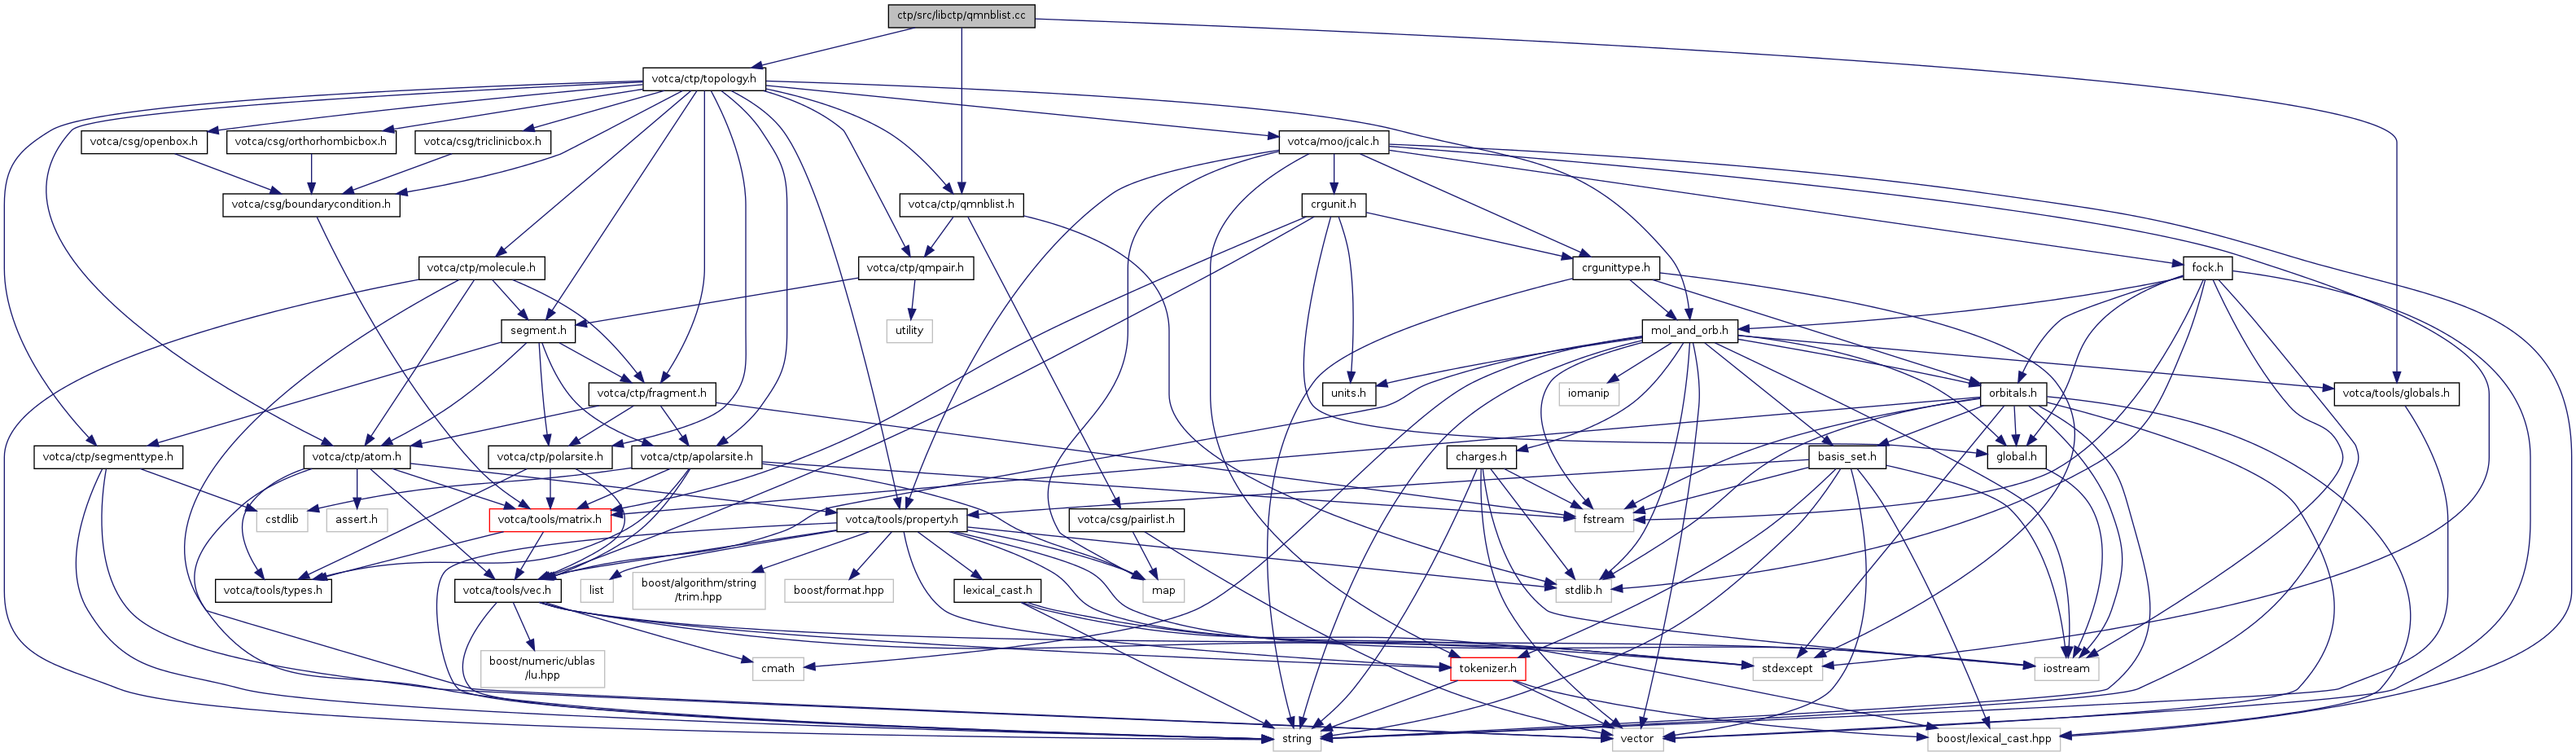 ctp/src/libctp/qmnblist.cc
votca/ctp/topology.h
votca/csg/openbox.h
votca/csg/orthorhombicbox.h
votca/csg/triclinicbox.h
votca/moo/jcalc.h
votca/csg/boundarycondition.h
votca/ctp/qmnblist.h
crgunit.h
votca/ctp/molecule.h
votca/ctp/qmpair.h
crgunittype.h
fock.h
segment.h
utility
mol_and_orb.h
votca/ctp/fragment.h
units.h
iomanip
orbitals.h
votca/tools/globals.h
votca/ctp/segmenttype.h
votca/ctp/atom.h
votca/ctp/polarsite.h
votca/ctp/apolarsite.h
charges.h
basis_set.h
global.h
cstdlib
assert.h
votca/tools/matrix.h
votca/tools/property.h
votca/csg/pairlist.h
fstream
votca/tools/types.h
votca/tools/vec.h
list
boost/algorithm/string
/trim.hpp
boost/format.hpp
lexical_cast.h
map
stdlib.h
boost/numeric/ublas
/lu.hpp
cmath
tokenizer.h
stdexcept
iostream
string
vector
boost/lexical_cast.hpp